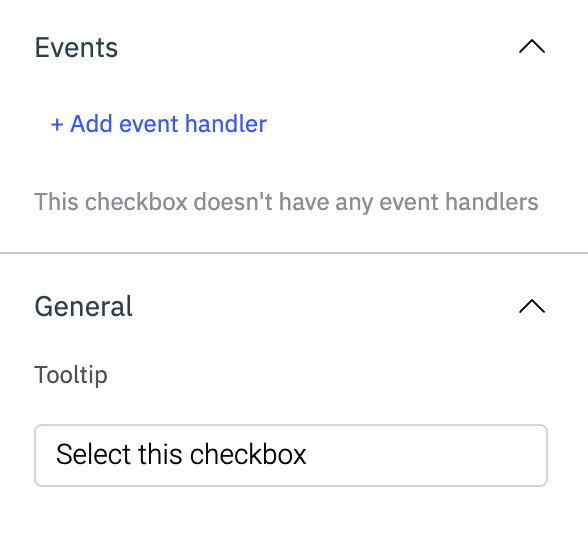 Events
+ Add event handler
This checkbox doesn't have any event handlers
General
Tooltip
Select this checkbox